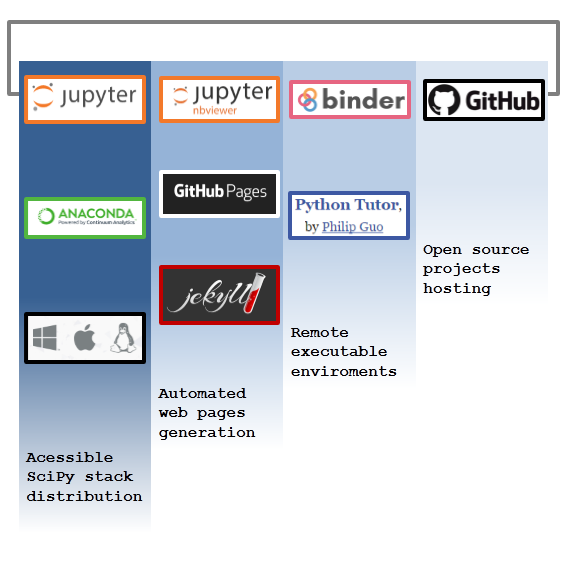 jupyter
ANACONDA
Powered by Continuum Analytics
Acessible
SciPy stack
distribution
jupyter
nbviewer
GitHub Pages
jekyll
Automated
web pages
generation
binder
Python Tutor,
by Philip Guo
Remote
executable
enviroments
GitHub
Open source
projects
hosting